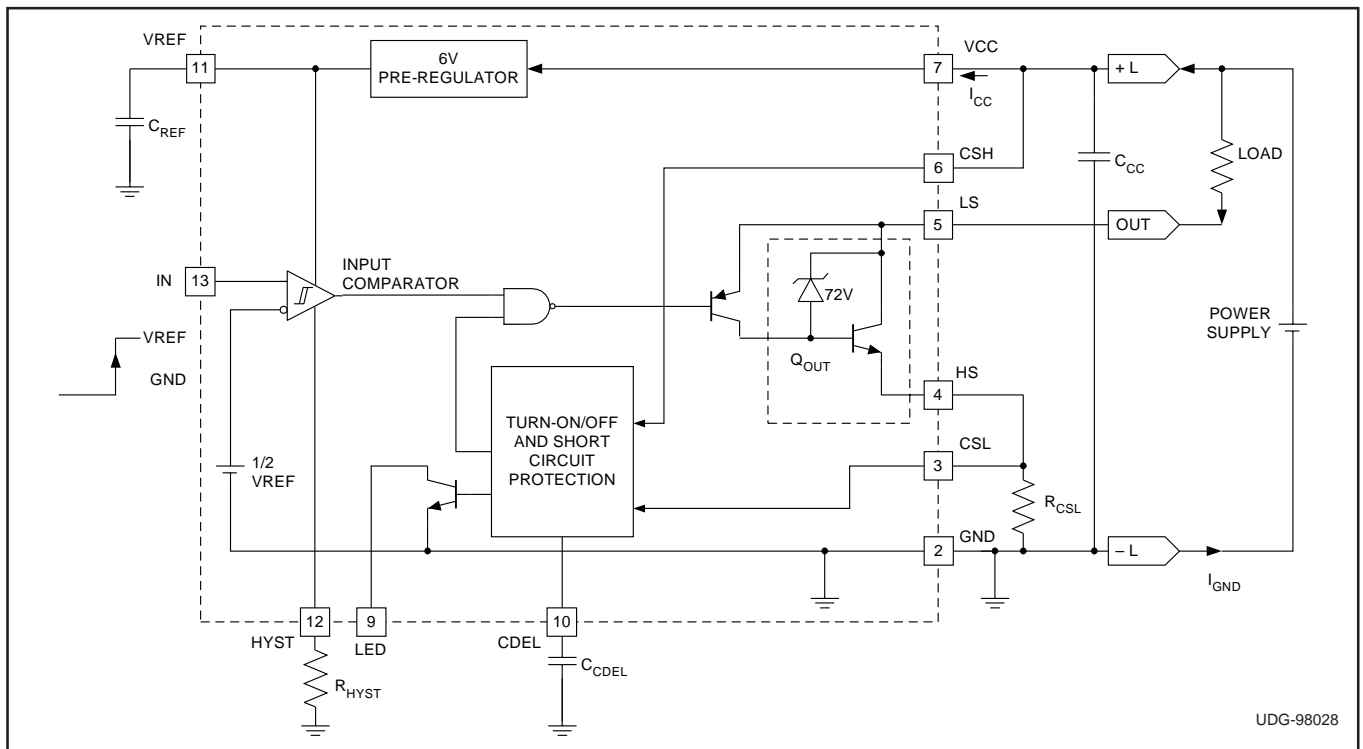 VREF
11
6V
PRE-REGULATOR
7
VCC
ICC
+ L
CREF
CSH
6
CCC
LOAD
LS
5
OUT
IN
13
INPUT
COMPARATOR
72V
POWER
SUPPLY
VREF
GND
QOUT
HS
4
TURN-ON/OFF
AND SHORT
CIRCUIT
PROTECTION
CSL
3
1/2
VREF
RCSL
GND
2
– L
IGND
12
9
10
HYST
LED
CDEL
CCDEL
RHYST
UDG-98028